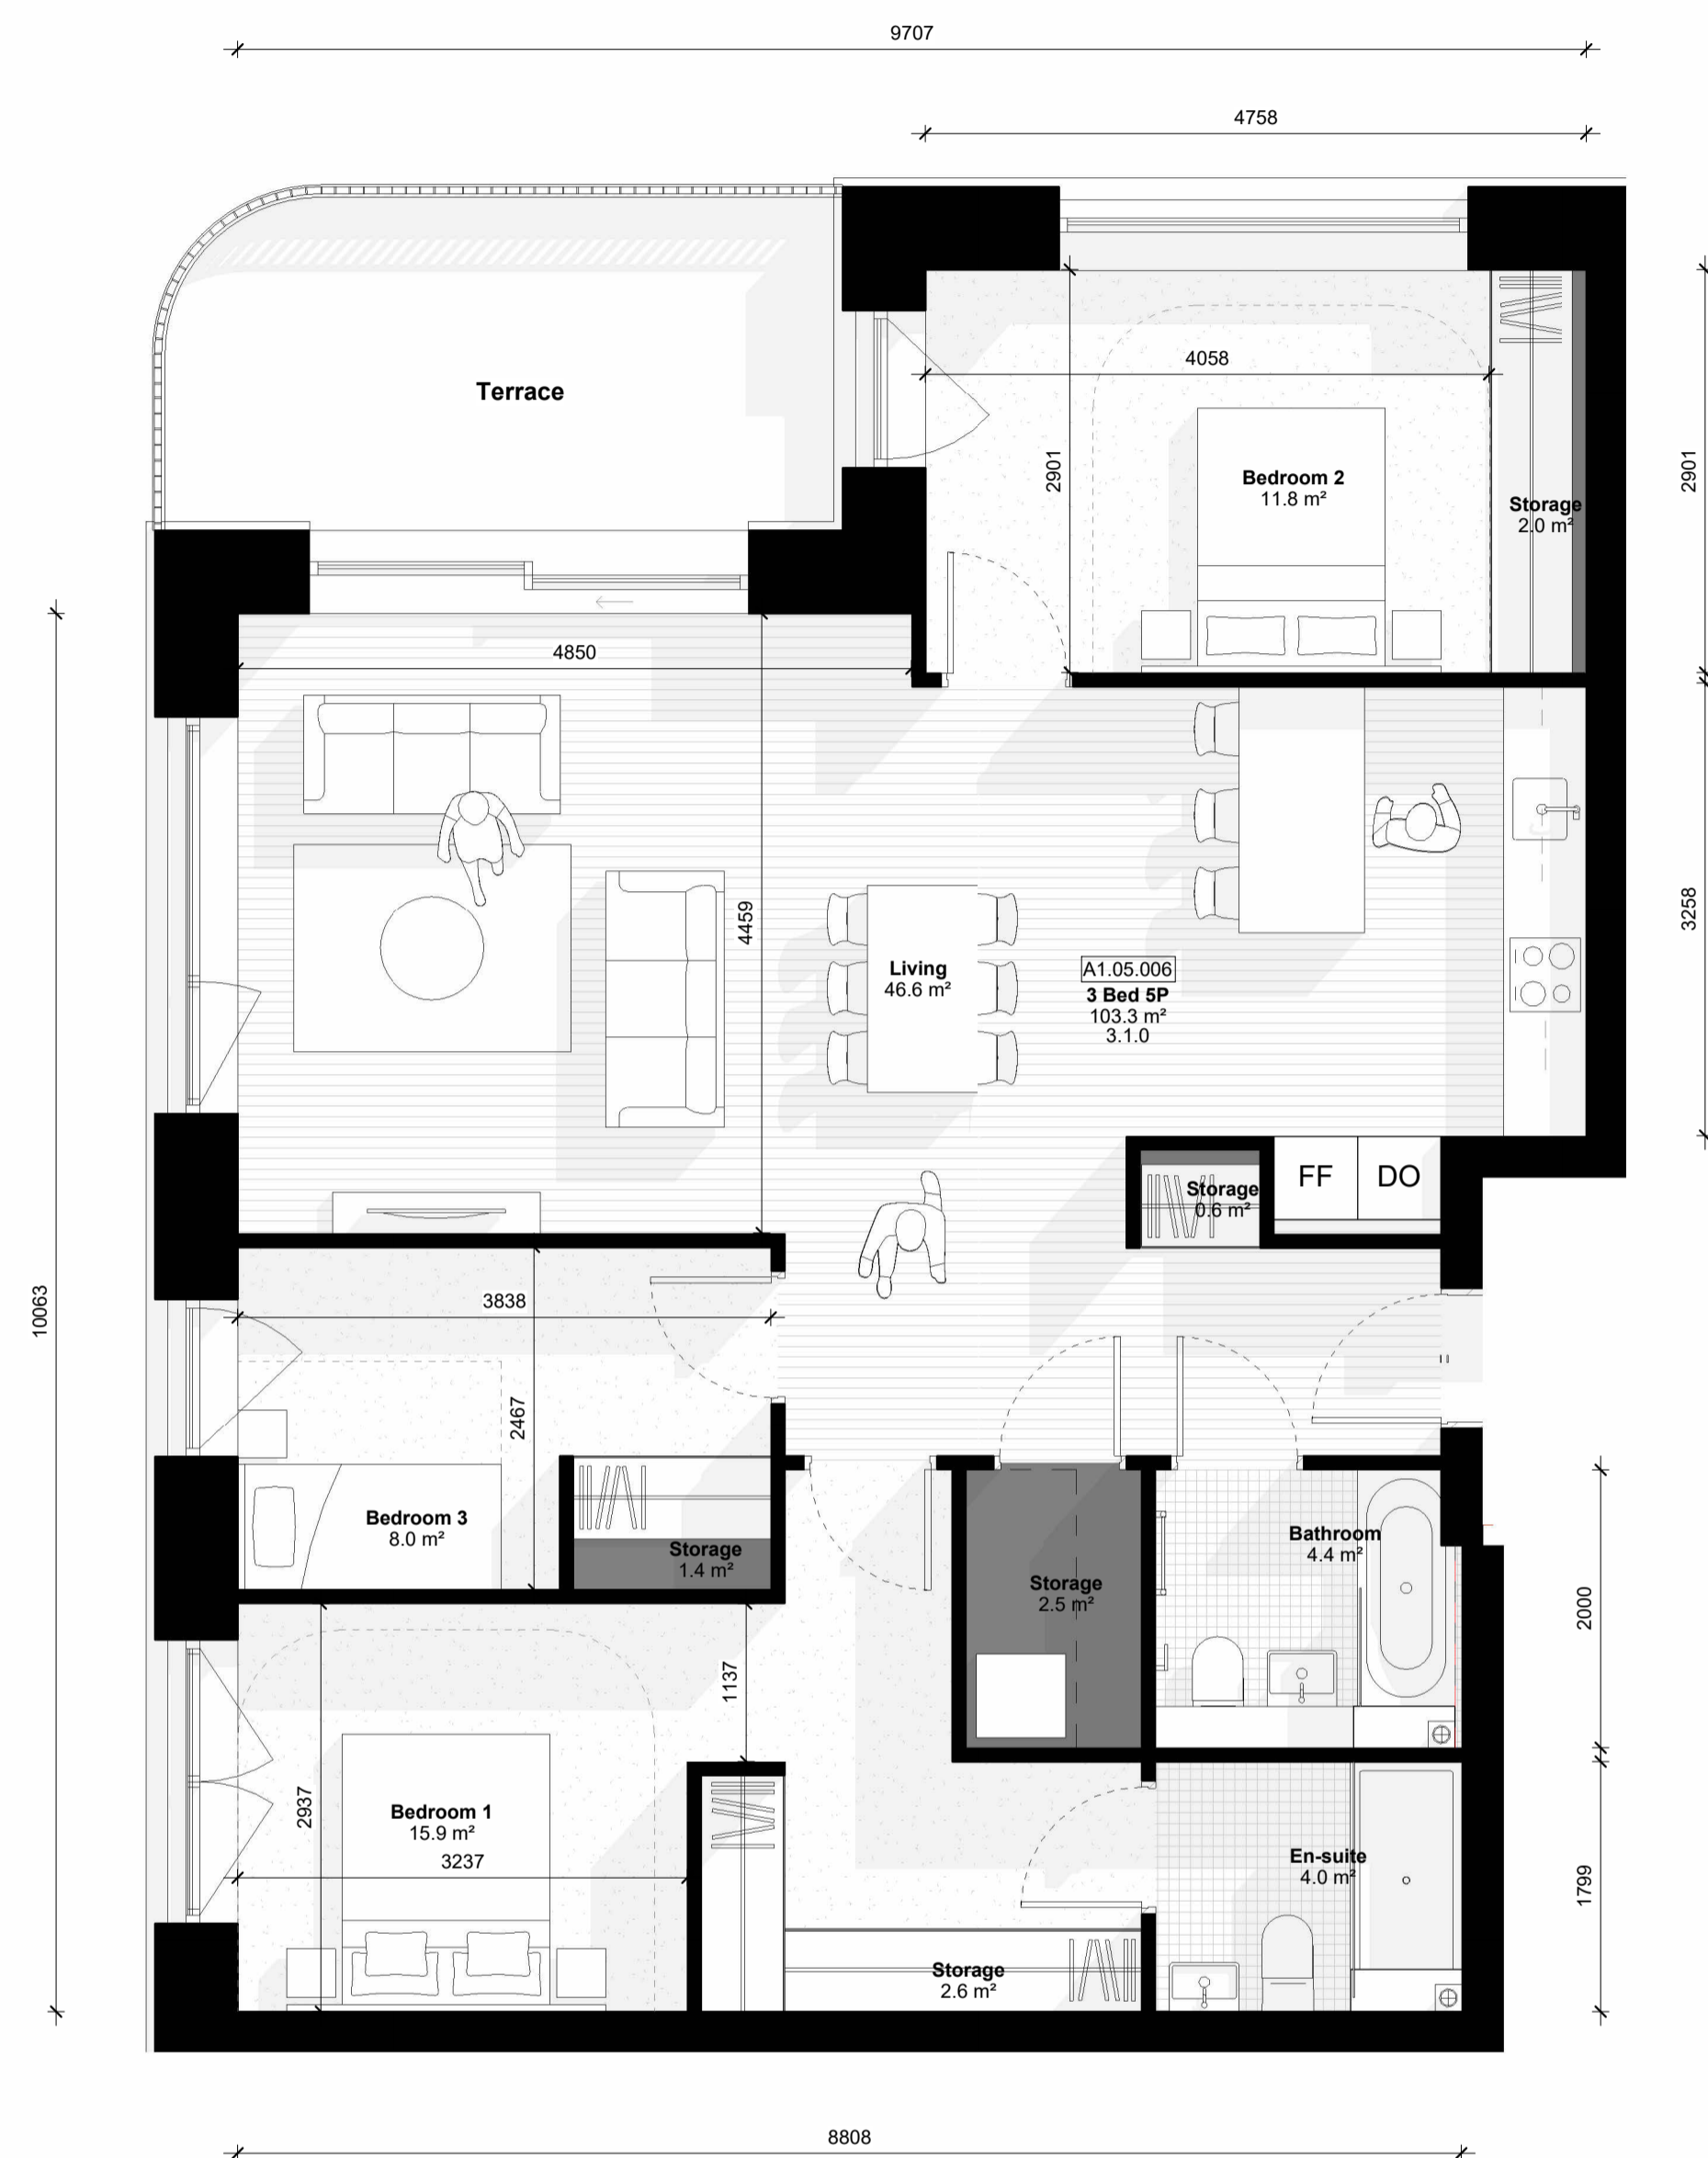 9707
4758
Terrace
4058
2901
2901
Bedroom 2
11.8 m²
Storage
2.0 m²
4850
4459
3258
Living
46.6 m²
A1.05.006
3 Bed 5P
103.3 m²
3.1.0
FF
DO
Storage
0.6 m²
10063
3838
2467
Bedroom 3
8.0 m²
Storage
1.4 m²
Storage
2.5 m²
Bathroom
4.4 m²
2000
1137
2937
Bedroom 1
15.9 m²
3237
En-suite
4.0 m²
1799
Storage
2.6 m²
8808